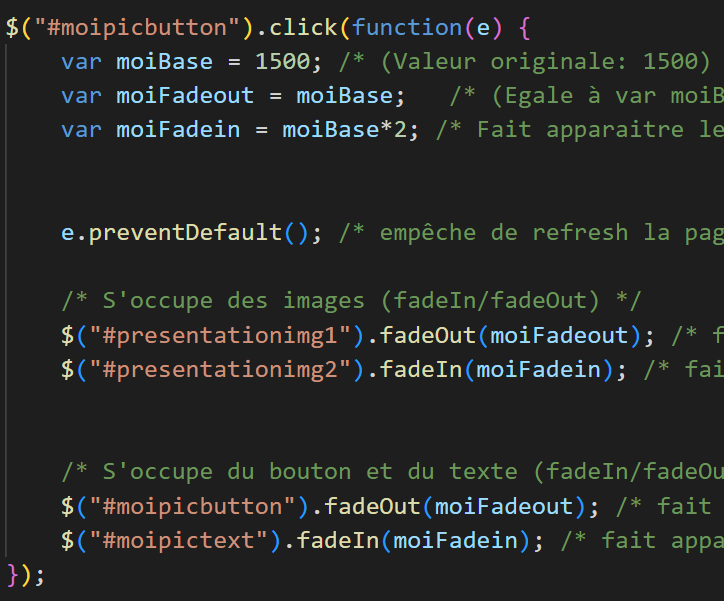 $("#moipicbutton").click(function(e) {
var moiBase = 1500; /* (Valeur originale: 1500)
var moiFadeout = moiBase; /* (Egale à var moiB
var moiFadein = moiBase*2; /* Fait apparaitre le
e.preventDefault(); /* empêche de refresh la pag
/* S'occupe des images (fadeIn/fadeOut) */
$("#presentationimg1").fadeOut(moiFadeout); /* f
$("#presentationimg2").fadeIn(moiFadein); /* fai
/* S'occupe du bouton et du texte (fadeIn/fadeOu
$("#moipicbutton").fadeOut(moiFadeout); /* fait
$("#moipictext").fadeIn(moiFadein); /* fait appa
});